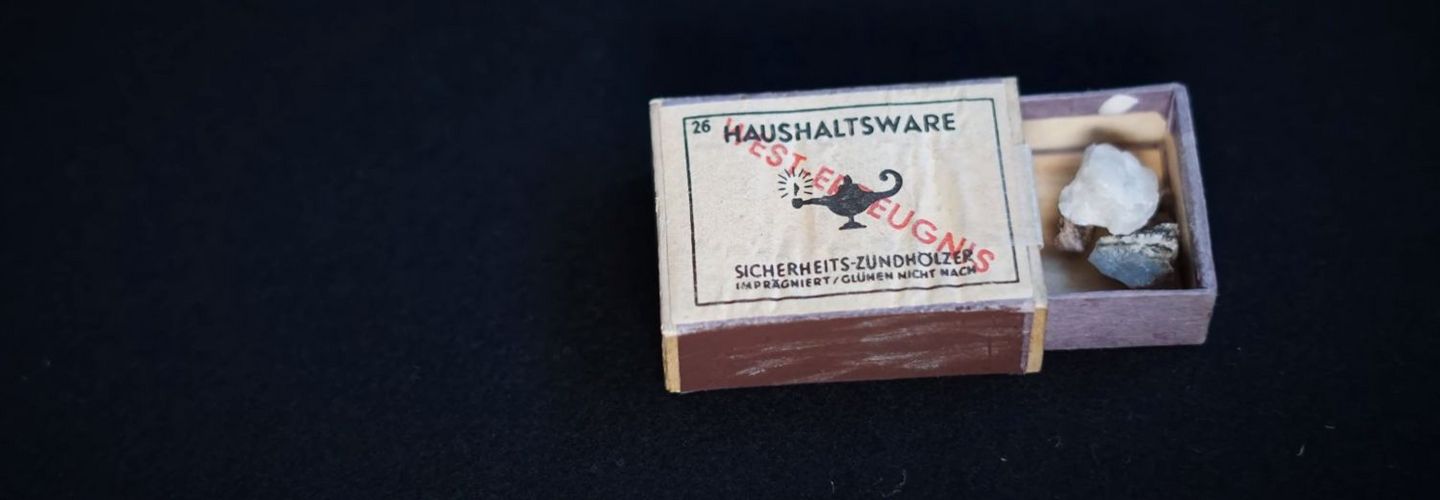 26 HAUSHALTSWARE
WEST-ERZEUGNIS
SICHERHEITS-ZÜNDHÖLZER
IMPRÄGNIERT/GLÜHEN NICHT NACH